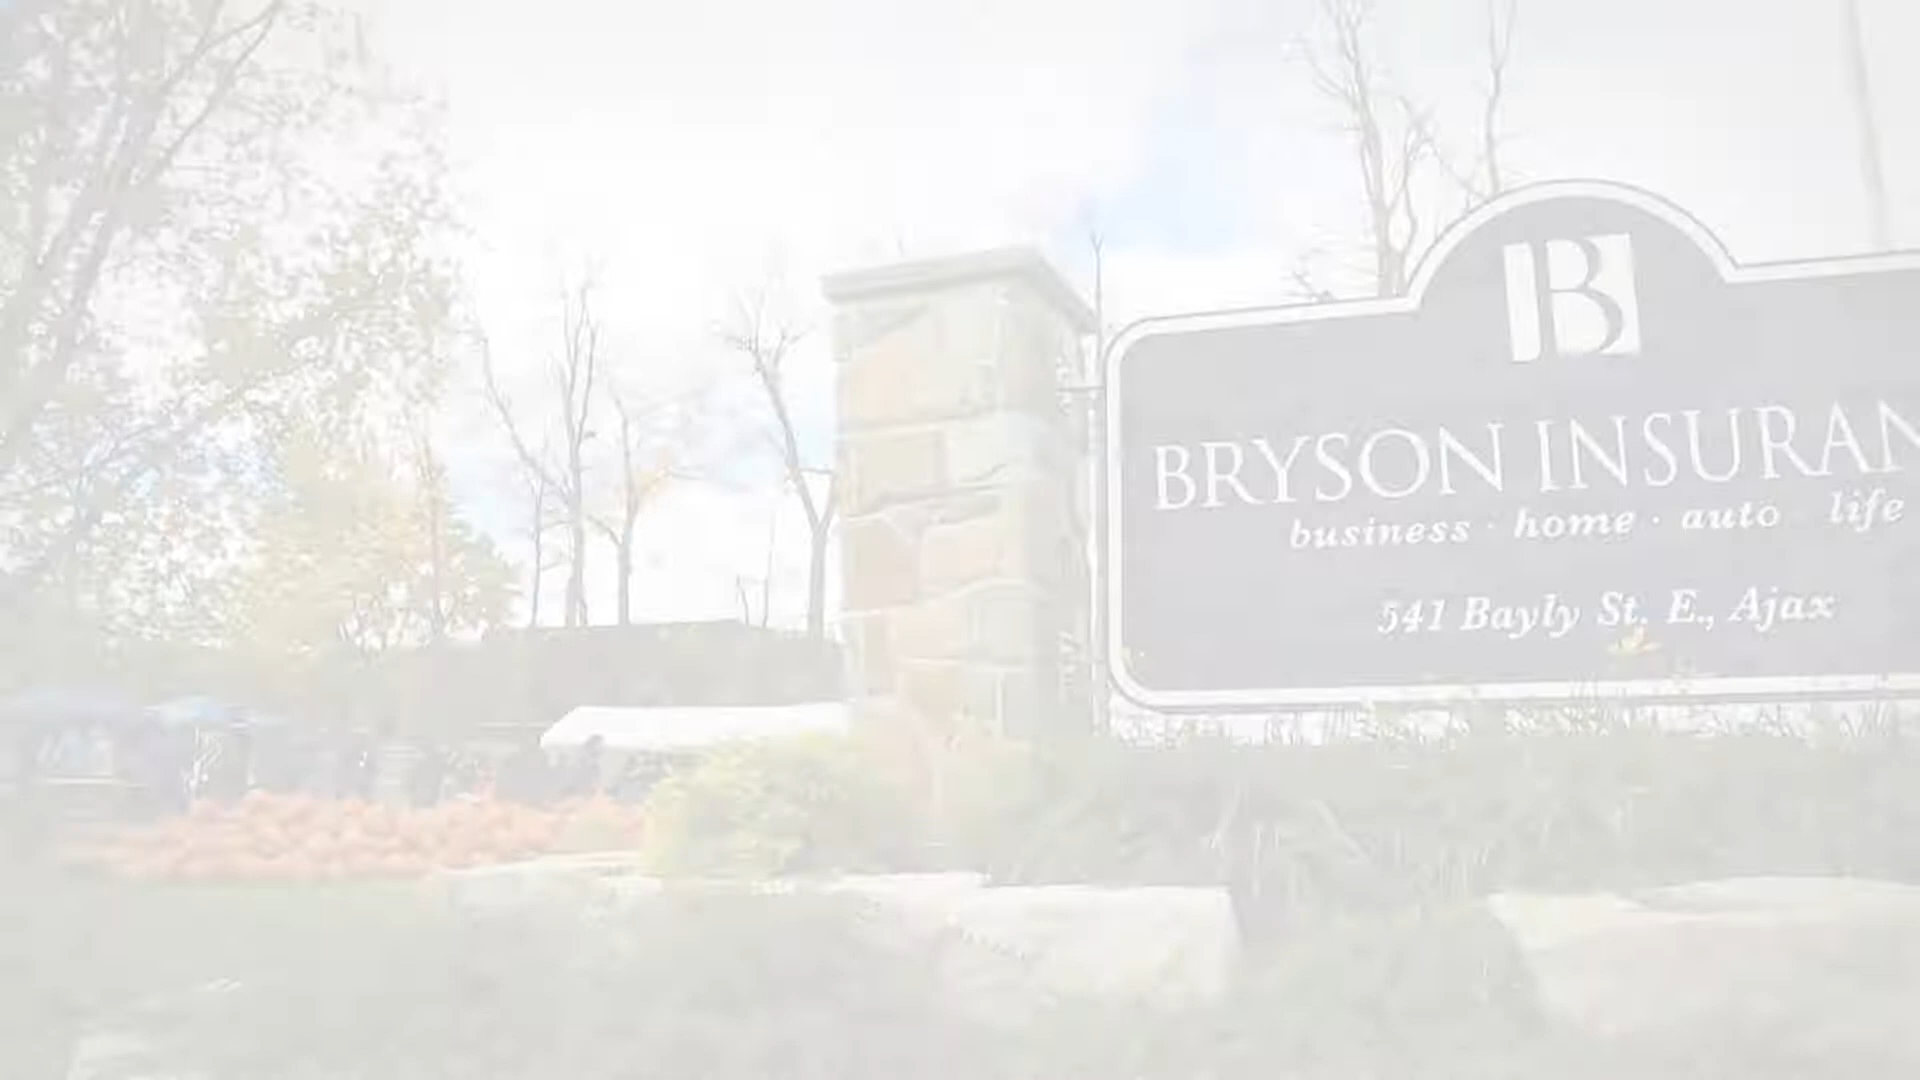 B
BRYSON INSURAN
business · home · auto life
541 Bayly St. E., Ajax